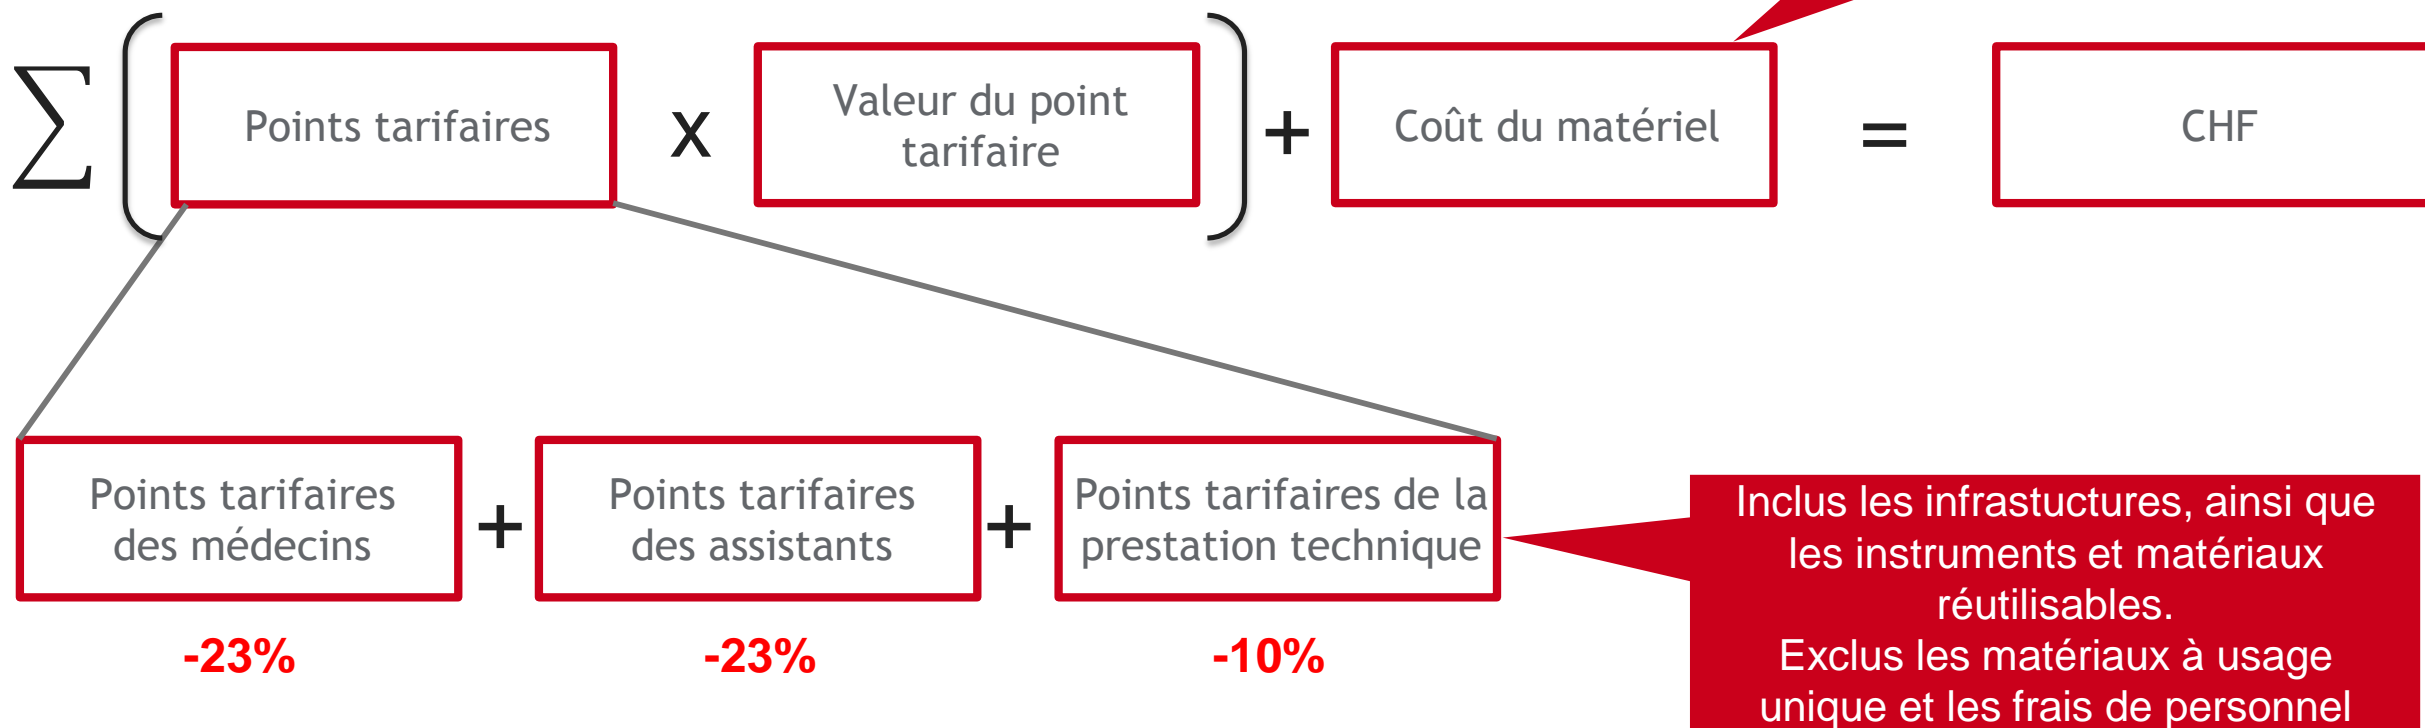 ∑ ( Points tarifaires x Valeur du point
tarifaire ) + Coût du matériel = CHF
Points tarifaires
des médecins
+
Points tarifaires
des assistants
+
Points tarifaires de la
prestation technique
-23%
-23%
-10%
Inclus les infrastuctures, ainsi que
les instruments et matériaux
réutilisables.
Exclus les matériaux à usage
unique et les frais de personnel